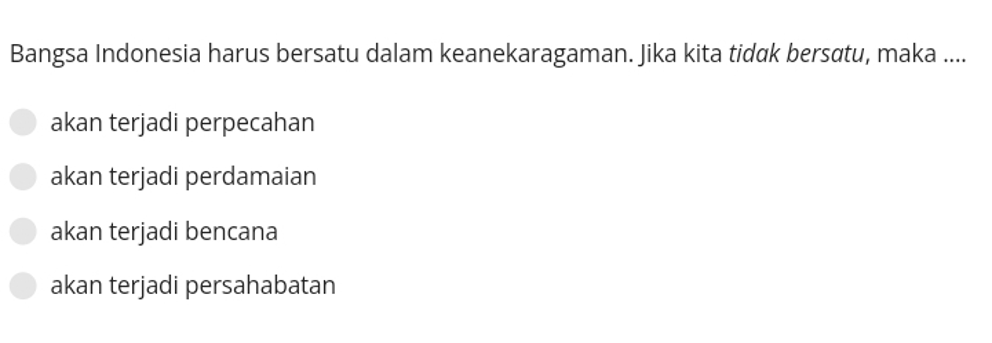 Bangsa Indonesia harus bersatu dalam keanekaragaman. Jika kita tidak bersatu, maka ....
akan terjadi perpecahan
akan terjadi perdamaian
akan terjadi bencana
akan terjadi persahabatan